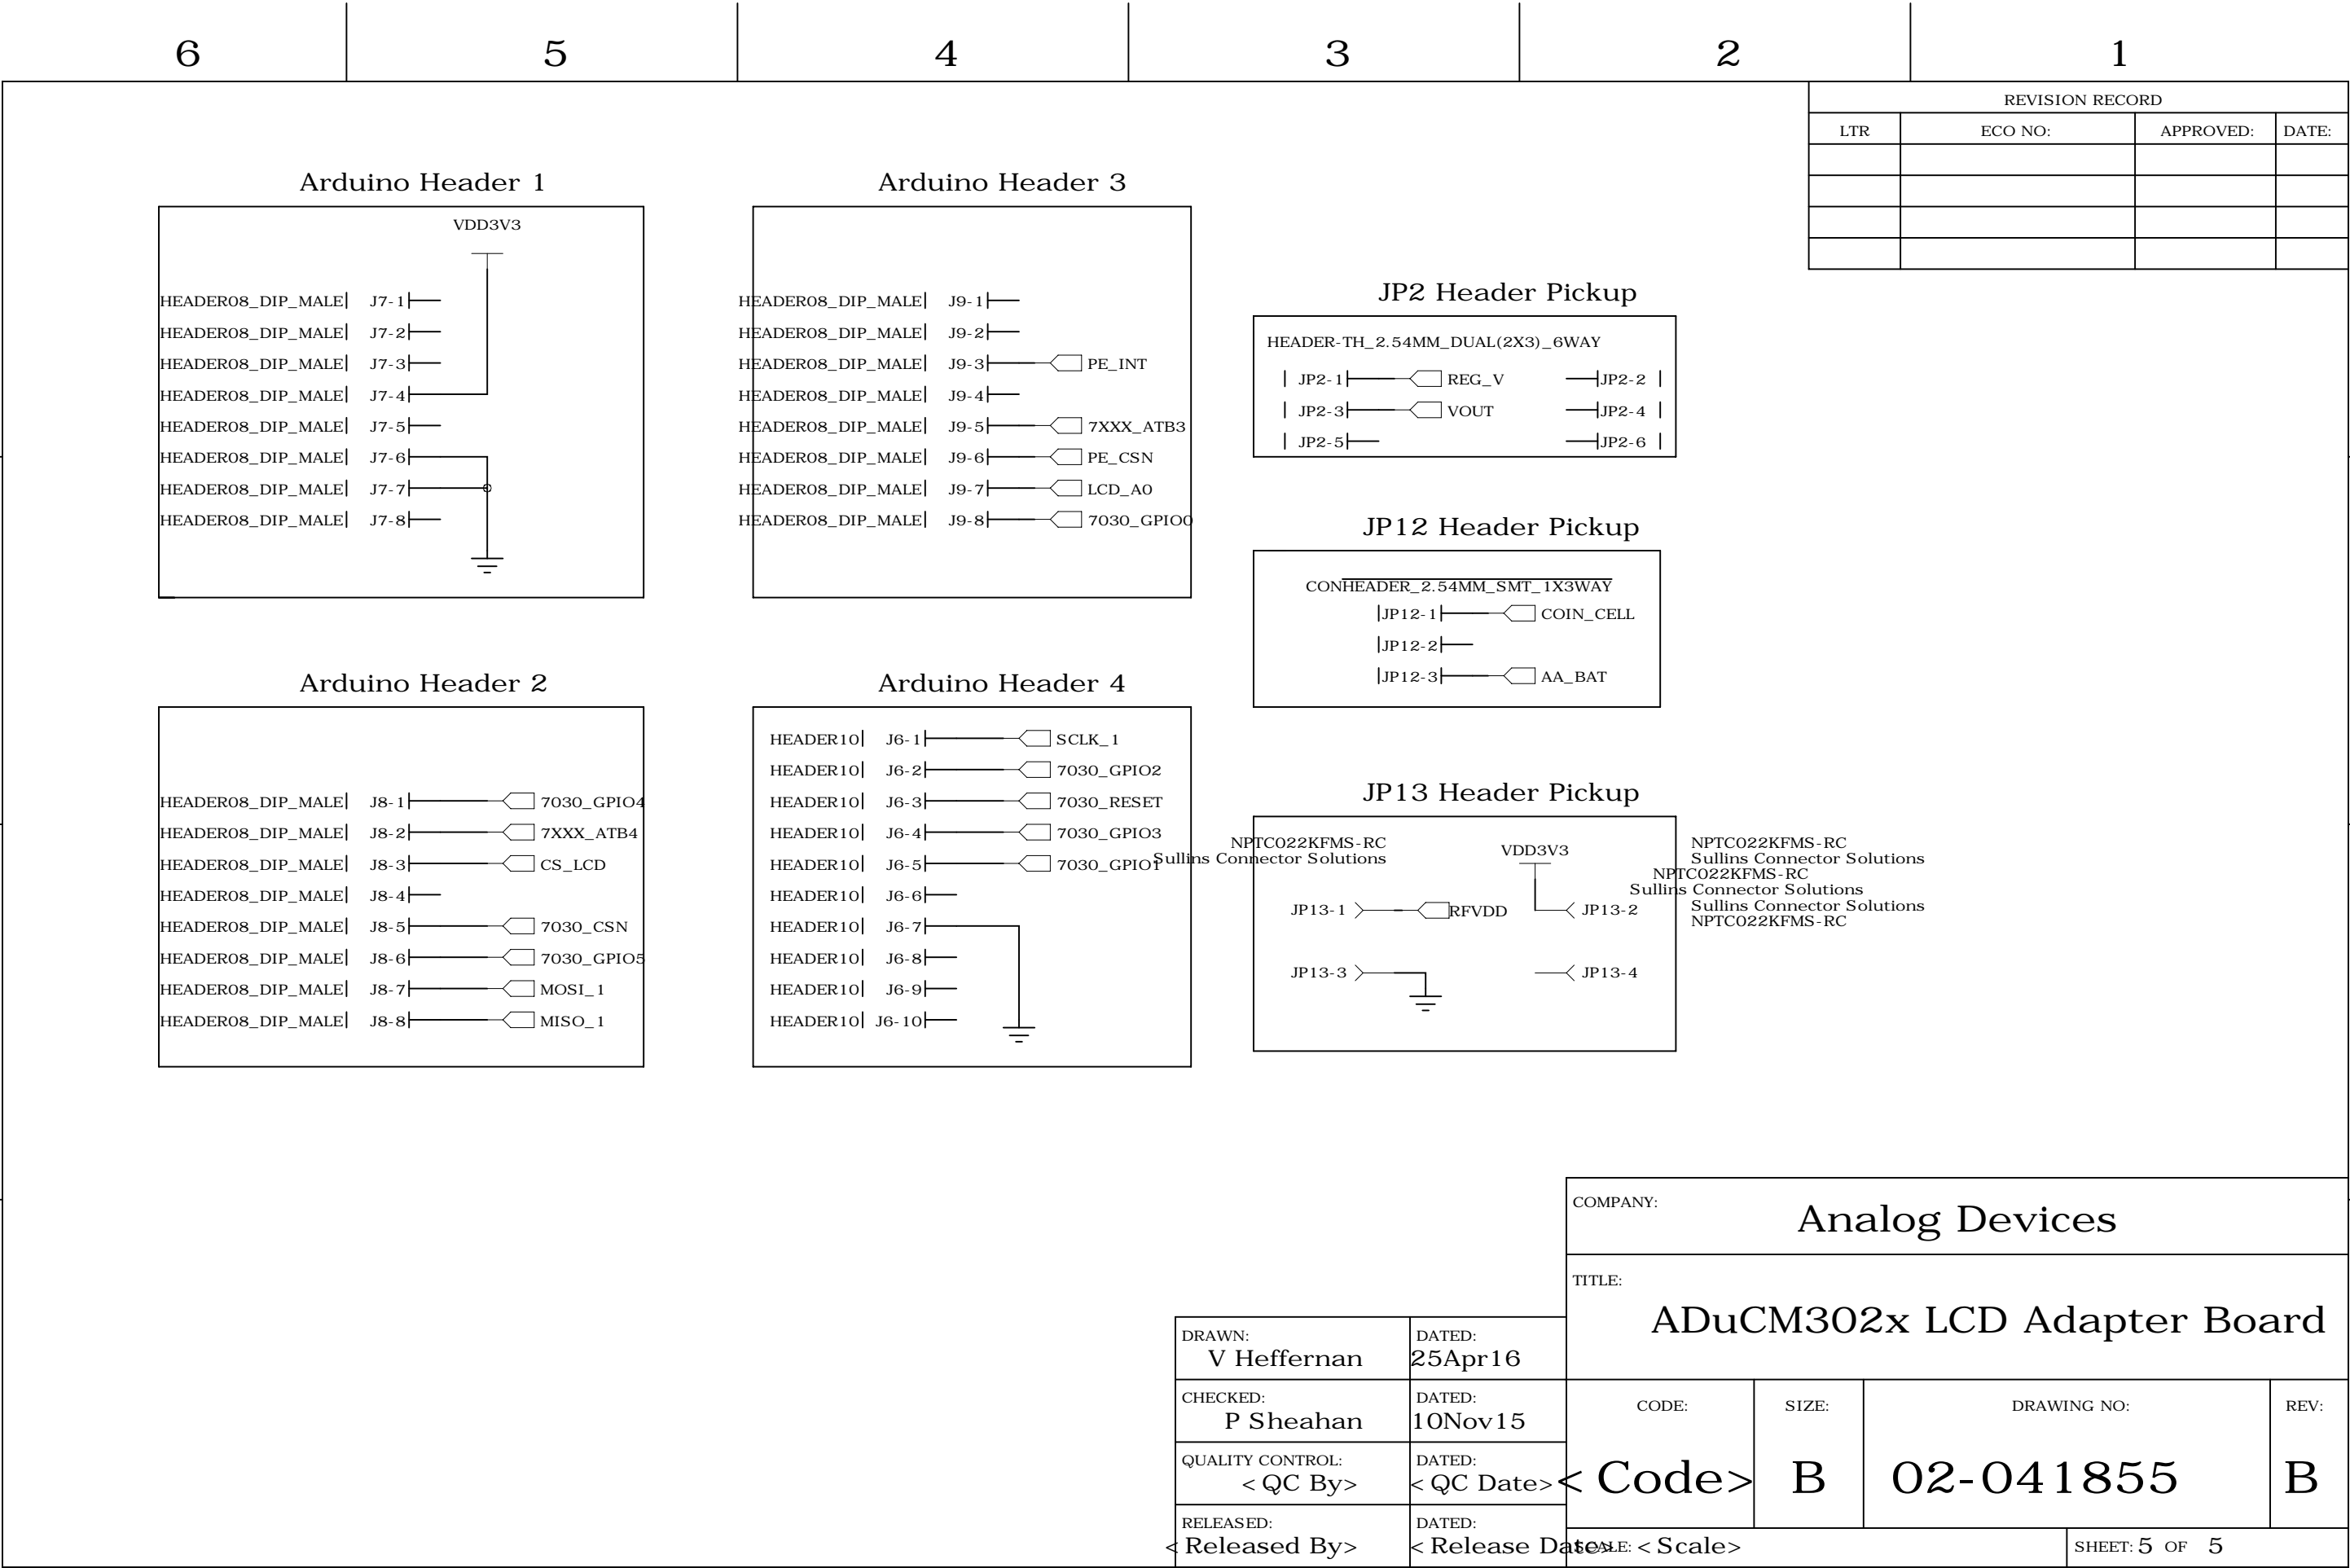 6 5 4 3 2 1
REVISION RECORD
LTR ECO NO: APPROVED: DATE:
Arduino Header 1
VDD3V3
HEADER08_DIP_MALE J7-1
HEADER08_DIP_MALE J7-2
HEADER08_DIP_MALE J7-3
HEADER08_DIP_MALE J7-4
HEADER08_DIP_MALE J7-5
HEADER08_DIP_MALE J7-6
HEADER08_DIP_MALE J7-7
HEADER08_DIP_MALE J7-8
Arduino Header 3
HEADER08_DIP_MALE J9-1
HEADER08_DIP_MALE J9-2
HEADER08_DIP_MALE J9-3 PE_INT
HEADER08_DIP_MALE J9-4
HEADER08_DIP_MALE J9-5 7XXX_ATB3
HEADER08_DIP_MALE J9-6 PE_CSN
HEADER08_DIP_MALE J9-7 LCD_A0
HEADER08_DIP_MALE J9-8 7030_GPIO0
JP2 Header Pickup
HEADER-TH_2.54MM_DUAL(2X3)_6WAY
JP2-1 REG_V JP2-2
JP2-3 VOUT JP2-4
JP2-5 JP2-6
JP12 Header Pickup
CONHEADER_2.54MM_SMT_1X3WAY
JP12-1 COIN_CELL
JP12-2
JP12-3 AA_BAT
Arduino Header 2
HEADER08_DIP_MALE J8-1 7030_GPIO4
HEADER08_DIP_MALE J8-2 7XXX_ATB4
HEADER08_DIP_MALE J8-3 CS_LCD
HEADER08_DIP_MALE J8-4
HEADER08_DIP_MALE J8-5 7030_CSN
HEADER08_DIP_MALE J8-6 7030_GPIO5
HEADER08_DIP_MALE J8-7 MOSI_1
HEADER08_DIP_MALE J8-8 MISO_1
Arduino Header 4
HEADER10 J6-1 SCLK_1
HEADER10 J6-2 7030_GPIO2
HEADER10 J6-3 7030_RESET
HEADER10 J6-4 7030_GPIO3
HEADER10 J6-5 7030_GPIO1
HEADER10 J6-6
HEADER10 J6-7
HEADER10 J6-8
HEADER10 J6-9
HEADER10 J6-10
JP13 Header Pickup
NPTC022KFMS-RC
Sullins Connector Solutions
VDD3V3
NPTC022KFMS-RC
Sullins Connector Solutions
NPTC022KFMS-RC
Sullins Connector Solutions
Sullins Connector Solutions
NPTC022KFMS-RC
JP13-1 RFVDD JP13-2
JP13-3 JP13-4
COMPANY:
Analog Devices
TITLE:
ADuCM302x LCD Adapter Board
DRAWN: DATED:
V Heffernan 25Apr16
CHECKED: DATED:
P Sheahan 10Nov15
QUALITY CONTROL: DATED:
<QC By> <QC Date>
RELEASED: DATED:
<Released By> <Release Date>
CODE: SIZE: DRAWING NO: REV:
<Code> B 02-041855 B
SCALE: <Scale> SHEET: 5 OF 5